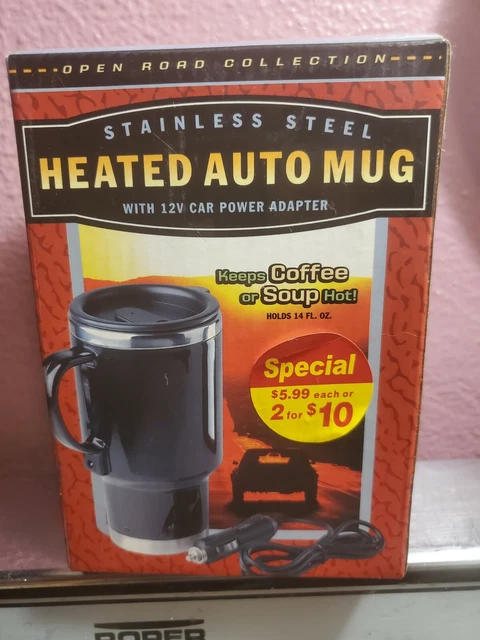 OPEN ROAD COLLECTION
STAINLESS STEEL
HEATED AUTO MUG
WITH 12V CAR POWER ADAPTER
Keeps Coffee
or Soup Hot!
HOLDS 14 FL. OZ.
Special
$5.99 each or
2 for $10
ROPER